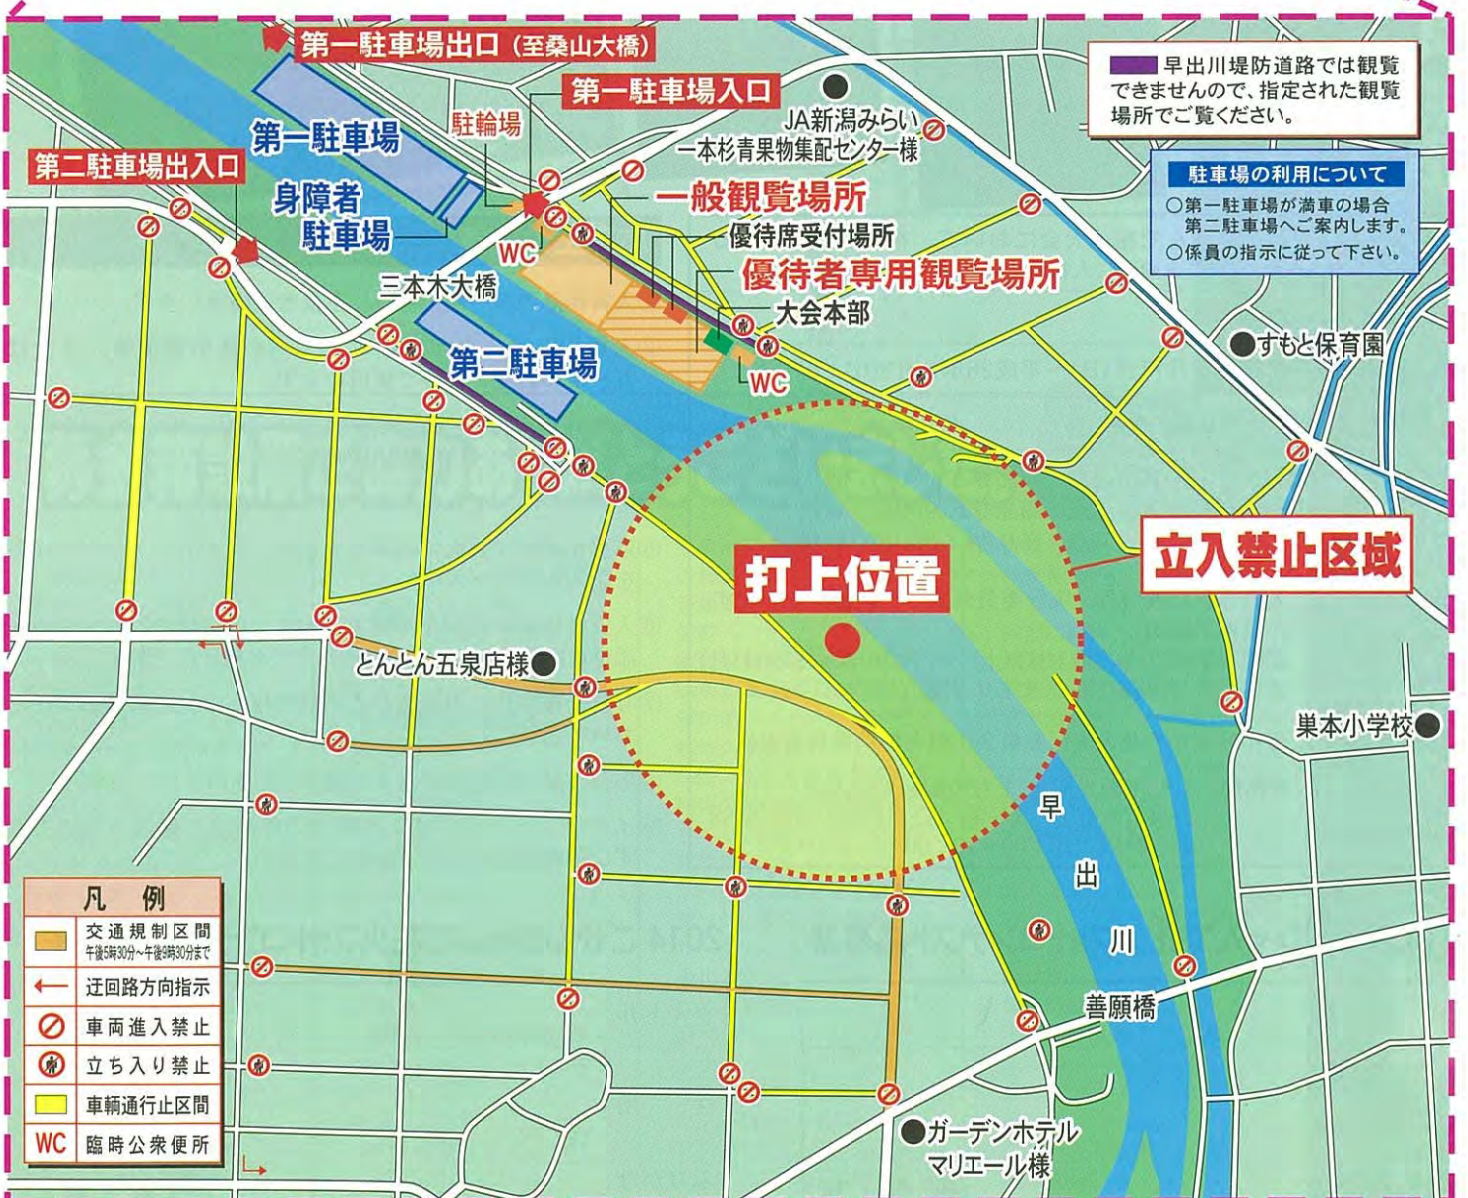 第一駐車場出口（至桑山大橋）
第一駐車場入口
早出川堤防道路では観覧
できませんので、指定された観覧
場所でご覧ください。
JA新潟みらい
一本杉青果物集配センター様
駐輪場
第一駐車場
第二駐車場出入口
駐車場の利用について
○第一駐車場が満車の場合
第二駐車場へご案内します。
○係員の指示に従って下さい。
身障者
駐車場
一般観覧場所
優待席受付場所
WC
優待者専用観覧場所
三本木大橋
大会本部
すもと保育園
第二駐車場
WC
打上位置
立入禁止区域
とんとん五泉店様
巣本小学校
早
出
川
善願橋
凡例
交通規制区間
午後5時30分～午後9時30分まで
迂回路方向指示
車両進入禁止
立ち入り禁止
車輌通行止区間
WC 臨時公衆便所
ガーデンホテル
マリエール様